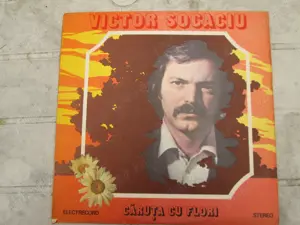 VICTOR SOCACIU
CĂRUȚA CU FLORI
ELECTRECORD
STEREO